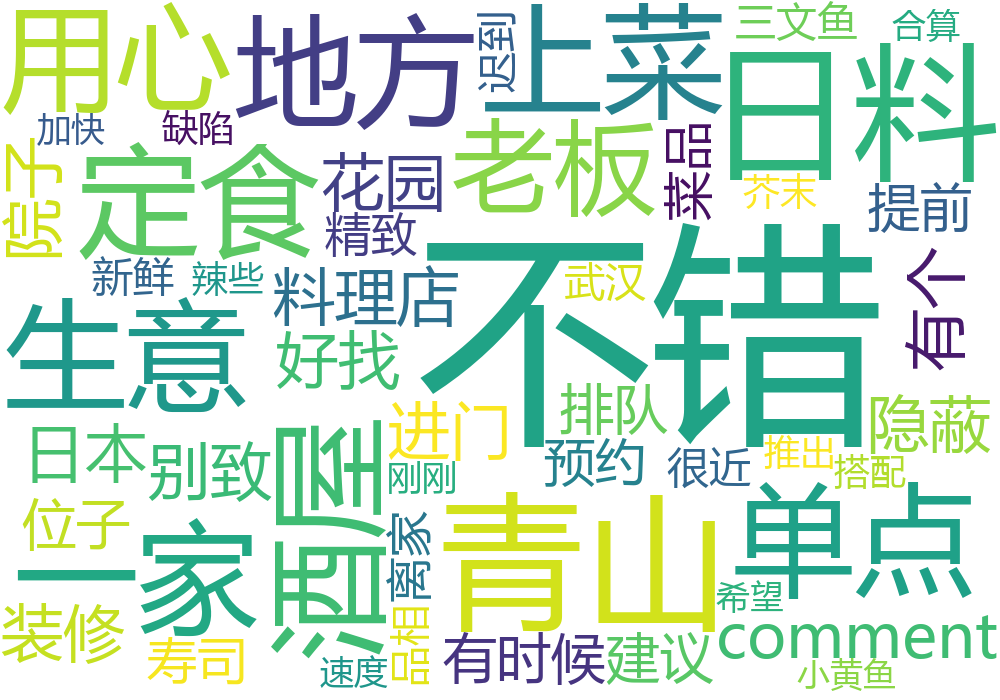 用心
地方
迟到
上菜
三文鱼
合算
日料
加快
缺陷
院子
定食
花园
精致
老板
菜品
芥末
提前
新鲜
辣些
料理店
不错
武汉
有个
生意
好找
进门
排队
隐蔽
日本
别致
酒屋
刚刚
预约
很近
推出
搭配
位子
一家
离家
青山
单点
希望
装修
寿司
速度
品相
有时候
建议
comment
小黄鱼